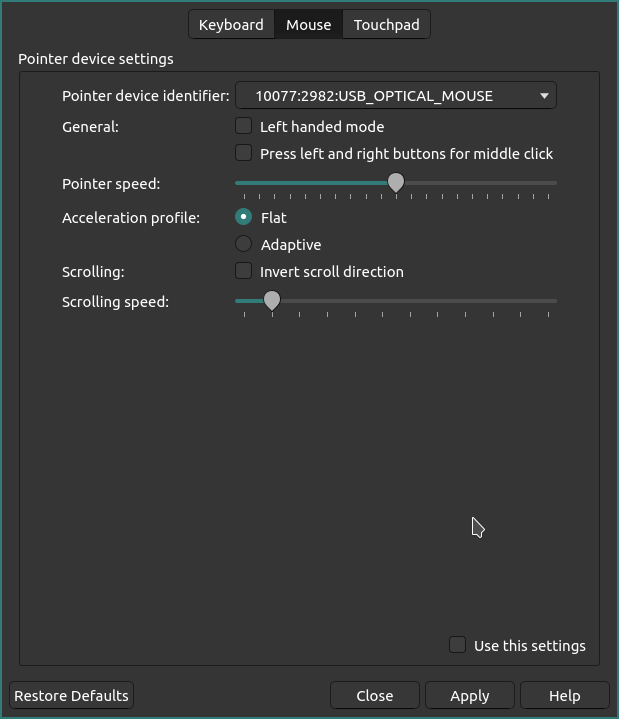 Keyboard Mouse Touchpad
Pointer device settings
Pointer device identifier: 10077:2982:USB_OPTICAL_MOUSE
General: Left handed mode
Press left and right buttons for middle click
Pointer speed:
Acceleration profile: Flat
Adaptive
Scrolling: Invert scroll direction
Scrolling speed:
Use this settings
Restore Defaults Close Apply Help